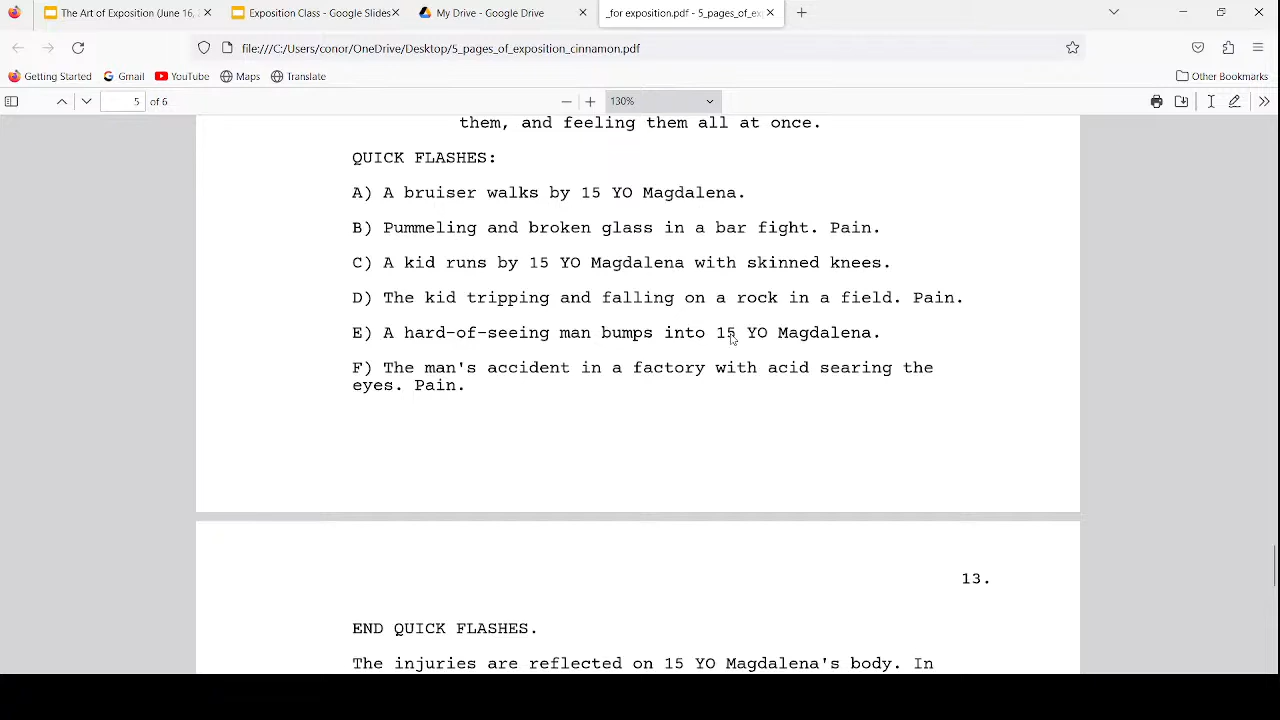 The Art of Exposition (June 16, 2
Exposition Class - Google Slides
My Drive - Google Drive
_for exposition.pdf - 5_pages_of_ex
file:///C:/Users/conor/OneDrive/Desktop/5_pages_of_exposition_cinnamon.pdf
Getting Started
Gmail
YouTube
Maps
Translate
Other Bookmarks
5 of 6
130%
them, and feeling them all at once.
QUICK FLASHES:
A) A bruiser walks by 15 YO Magdalena.
B) Pummeling and broken glass in a bar fight. Pain.
C) A kid runs by 15 YO Magdalena with skinned knees.
D) The kid tripping and falling on a rock in a field. Pain.
E) A hard-of-seeing man bumps into 15 YO Magdalena.
F) The man's accident in a factory with acid searing the
eyes. Pain.
13.
END QUICK FLASHES.
The injuries are reflected on 15 YO Magdalena's body. In